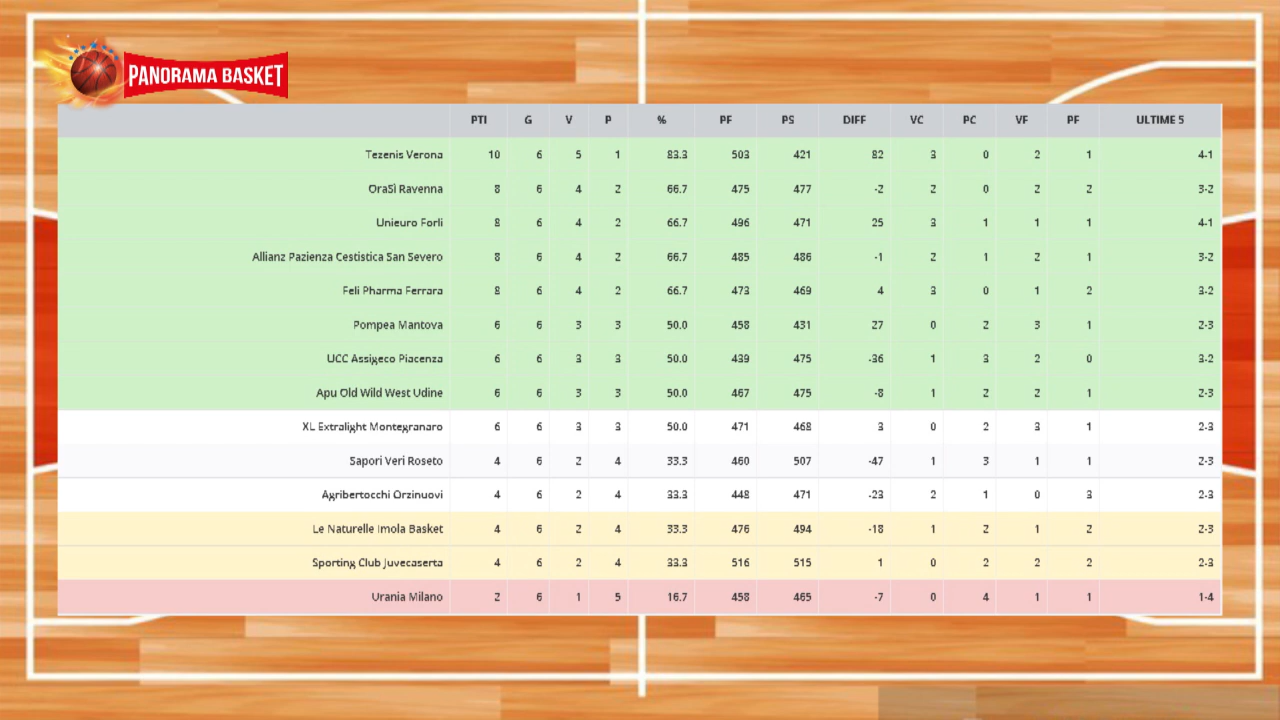 PANORAMA BASKET
PTI G V P % PF PS DIFF VC PC VF PF ULTIME 5
Tezenis Verona 10 6 5 1 83.3 503 421 82 3 0 2 1 4-1
OraSì Ravenna 8 6 4 2 66.7 475 477 -2 2 0 2 2 3-2
Unieuro Forlì 8 6 4 2 66.7 496 471 25 3 1 1 1 4-1
Allianz Pazienza Cestistica San Severo 8 6 4 2 66.7 485 486 -1 2 1 2 1 3-2
Feli Pharma Ferrara 8 6 4 2 66.7 473 469 4 3 0 1 2 3-2
Pompea Mantova 6 6 3 3 50.0 458 431 27 0 2 3 1 2-3
UCC Assigeco Piacenza 6 6 3 3 50.0 439 475 -36 1 3 2 0 3-2
Apu Old Wild West Udine 6 6 3 3 50.0 467 475 -8 1 2 2 1 2-3
XL Extralight Montegranaro 6 6 3 3 50.0 471 468 3 0 2 3 1 2-3
Sapori Veri Roseto 4 6 2 4 33.3 460 507 -47 1 3 1 1 2-3
Agribertocchi Orzinuovi 4 6 2 4 33.3 448 471 -23 2 1 0 3 2-3
Le Naturelle Imola Basket 4 6 2 4 33.3 476 494 -18 1 2 1 2 2-3
Sporting Club Juvecaserta 4 6 2 4 33.3 516 515 1 0 2 2 2 2-3
Urania Milano 2 6 1 5 16.7 458 465 -7 0 4 1 1 1-4